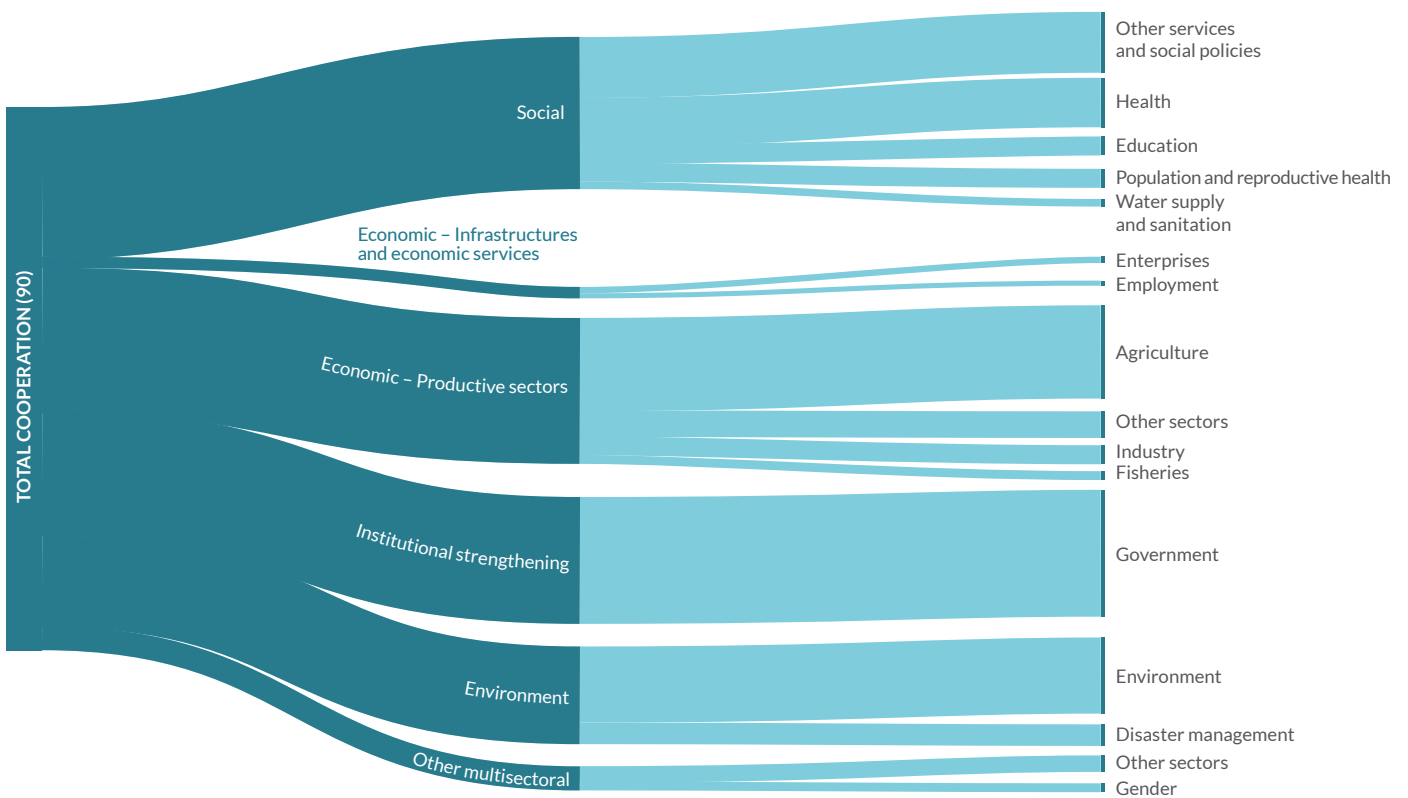 TOTAL COOPERATION (90)
Social
Economic – Infrastructures
and economic services
Economic – Productive sectors
Institutional strengthening
Environment
Other multisectoral
Other services
and social policies
Health
Education
Population and reproductive health
Water supply
and sanitation
Enterprises
Employment
Agriculture
Other sectors
Industry
Fisheries
Government
Environment
Disaster management
Other sectors
Gender